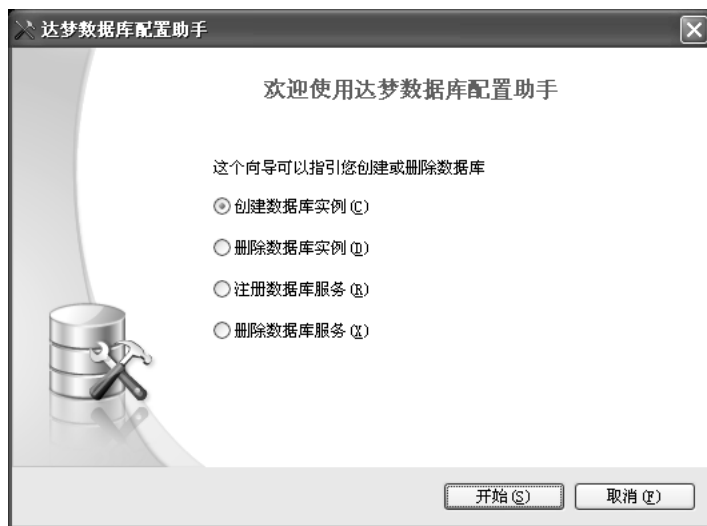 达梦数据库配置助手
欢迎使用达梦数据库配置助手
这个向导可以指引您创建或删除数据库
创建数据库实例(C)
删除数据库实例(D)
注册数据库服务(R)
删除数据库服务(X)
开始(S) 取消(F)